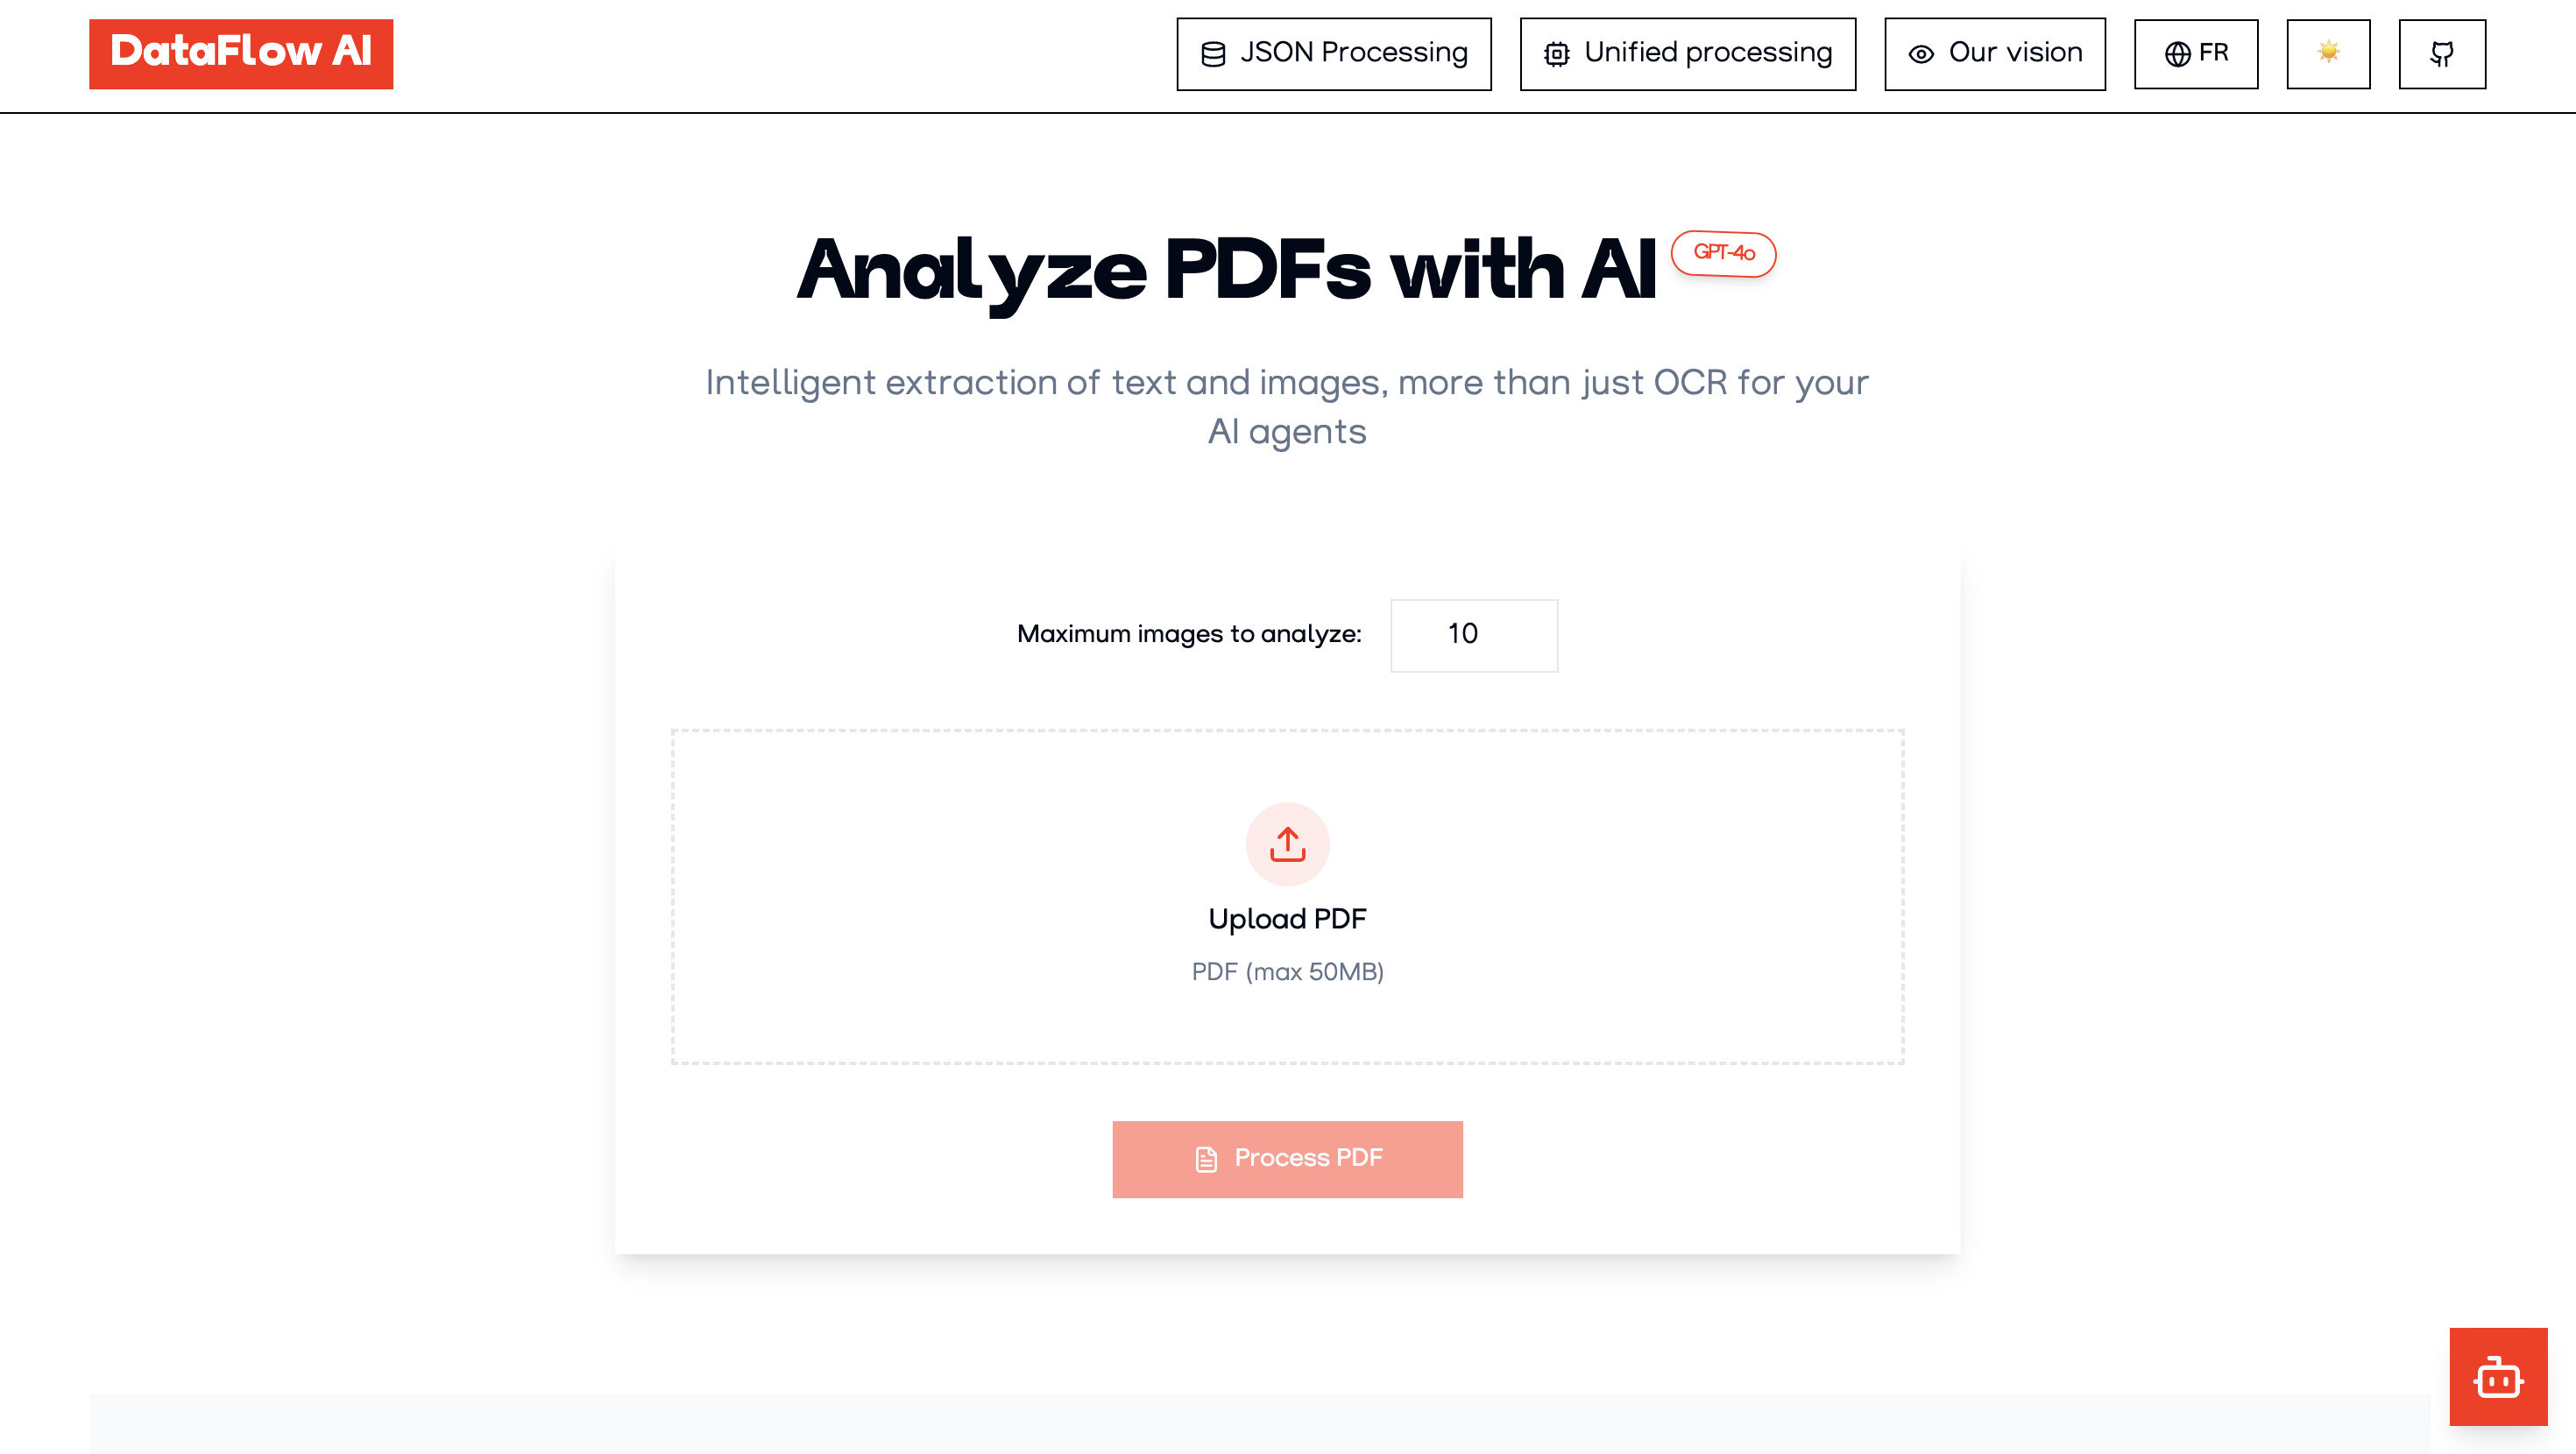 DataFlow AI
JSON Processing
Unified processing
Our vision
FR
Analyze PDFs with AI
GPT-4o
Intelligent extraction of text and images, more than just OCR for your
AI agents
Maximum images to analyze:
10
Upload PDF
PDF (max 50MB)
Process PDF